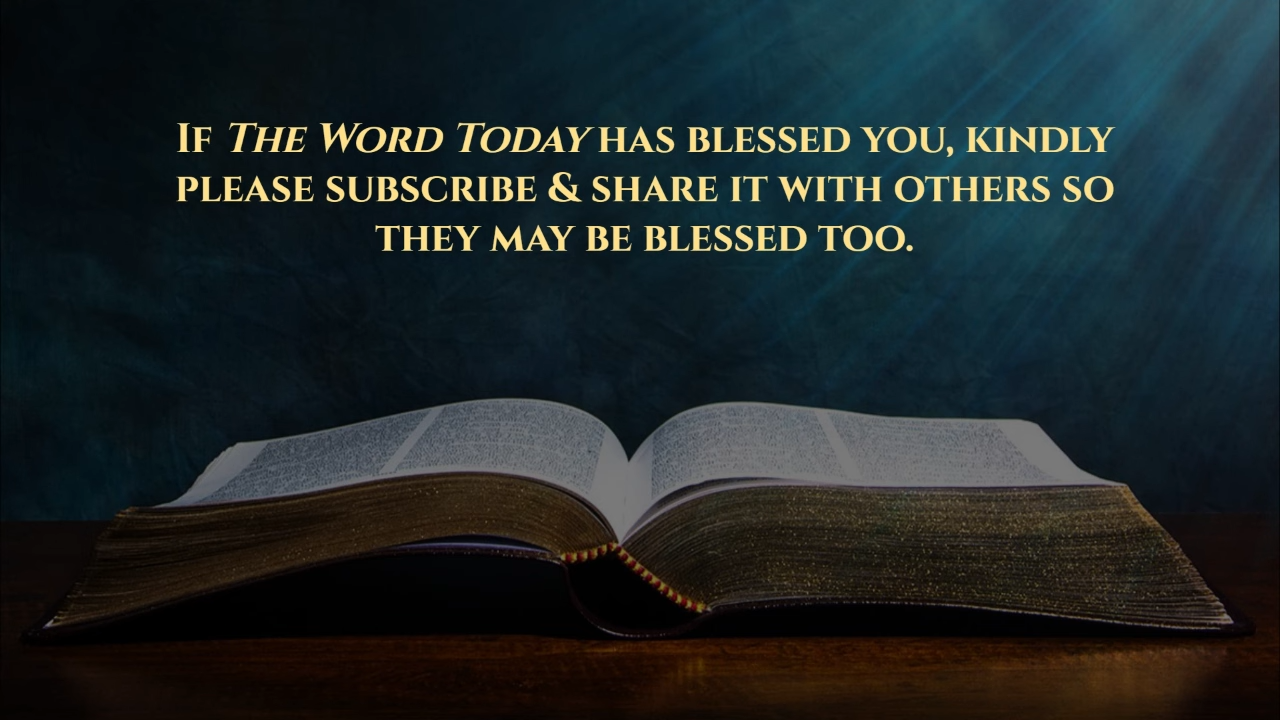 If The Word Today has blessed you, kindly
please subscribe & share it with others so
they may be blessed too.